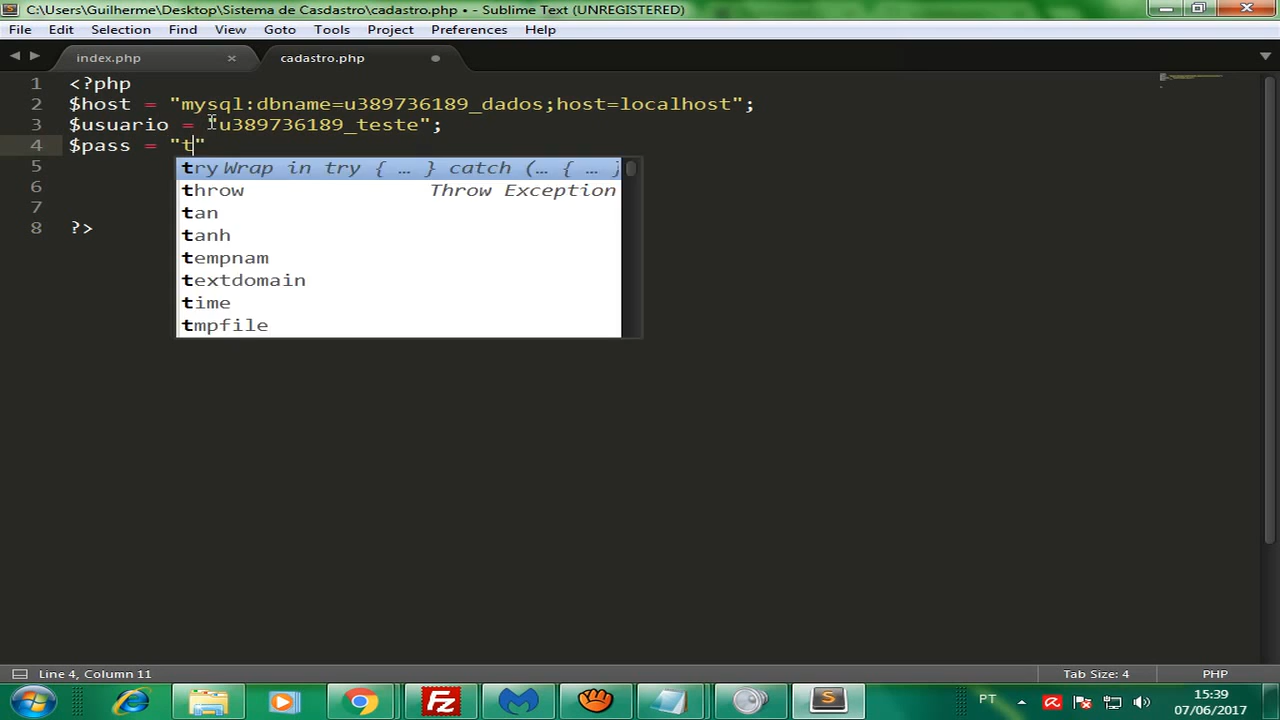 C:\Users\Guilherme\Desktop\Sistema de Casdastro\cadastro.php • - Sublime Text (UNREGISTERED)
File Edit Selection Find View Goto Tools Project Preferences Help
index.php × cadastro.php
1 <?php
2 $host = "mysql:dbname=u389736189_dados;host=localhost";
3 $usuario = "u389736189_teste";
4 $pass = "t"
5 try Wrap in try { … } catch (… { … }
6 throw Throw Exception
7 tan
8 ?> tanh
tempnam
textdomain
time
tmpfile
Line 4, Column 11 Tab Size: 4 PHP
PT 15:39
07/06/2017